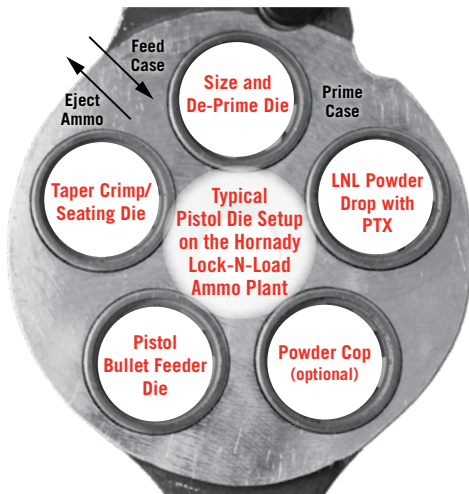 Feed
Case
Eject
Ammo
Size and
De-Prime Die
Prime
Case
Taper Crimp/
Seating Die
Typical
Pistol Die Setup
on the Hornady
Lock-N-Load
Ammo Plant
LNL Powder
Drop with
PTX
Pistol
Bullet Feeder
Die
Powder Cop
(optional)